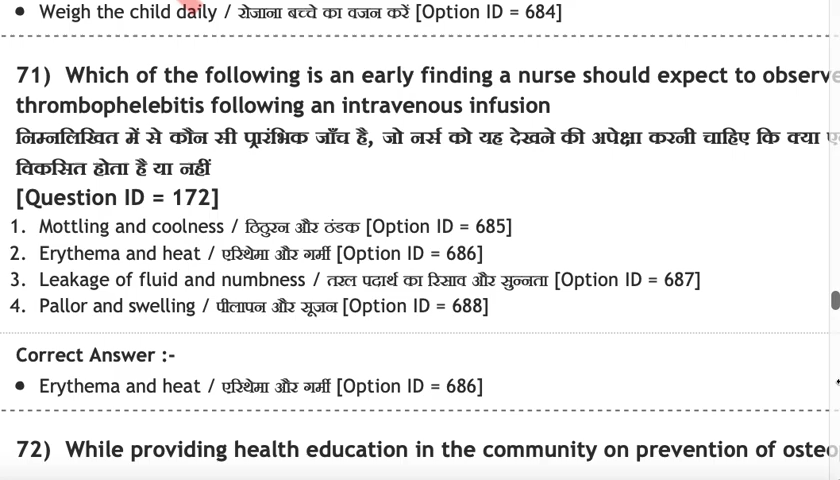 • Weigh the child daily / रोजाना बच्चे का वजन करें [Option ID = 684]
71) Which of the following is an early finding a nurse should expect to observe
thrombophelebitis following an intravenous infusion
निम्नलिखित में से कौन सी प्रारंभिक जाँच है, जो नर्स को यह देखने की अपेक्षा करनी चाहिए कि क्या
विकसित होता है या नहीं
[Question ID = 172]
1. Mottling and coolness / ठिठुरन और ठंडक [Option ID = 685]
2. Erythema and heat / एरिथेमा और गर्मी [Option ID = 686]
3. Leakage of fluid and numbness / तरल पदार्थ का रिसाव और सुन्नता [Option ID = 687]
4. Pallor and swelling / पीलापन और सूजन [Option ID = 688]
Correct Answer :-
• Erythema and heat / एरिथेमा और गर्मी [Option ID = 686]
72) While providing health education in the community on prevention of osteo